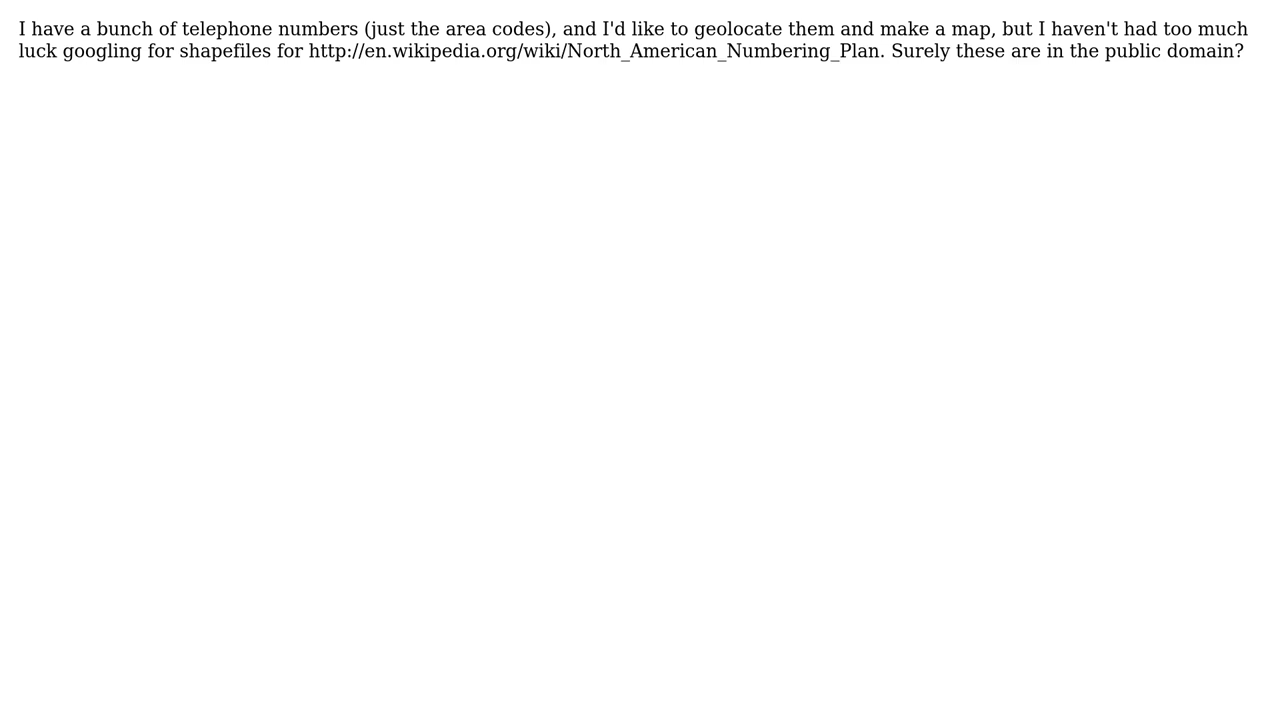 I have a bunch of telephone numbers (just the area codes), and I'd like to geolocate them and make a map, but I haven't had too much
luck googling for shapefiles for http://en.wikipedia.org/wiki/North_American_Numbering_Plan. Surely these are in the public domain?